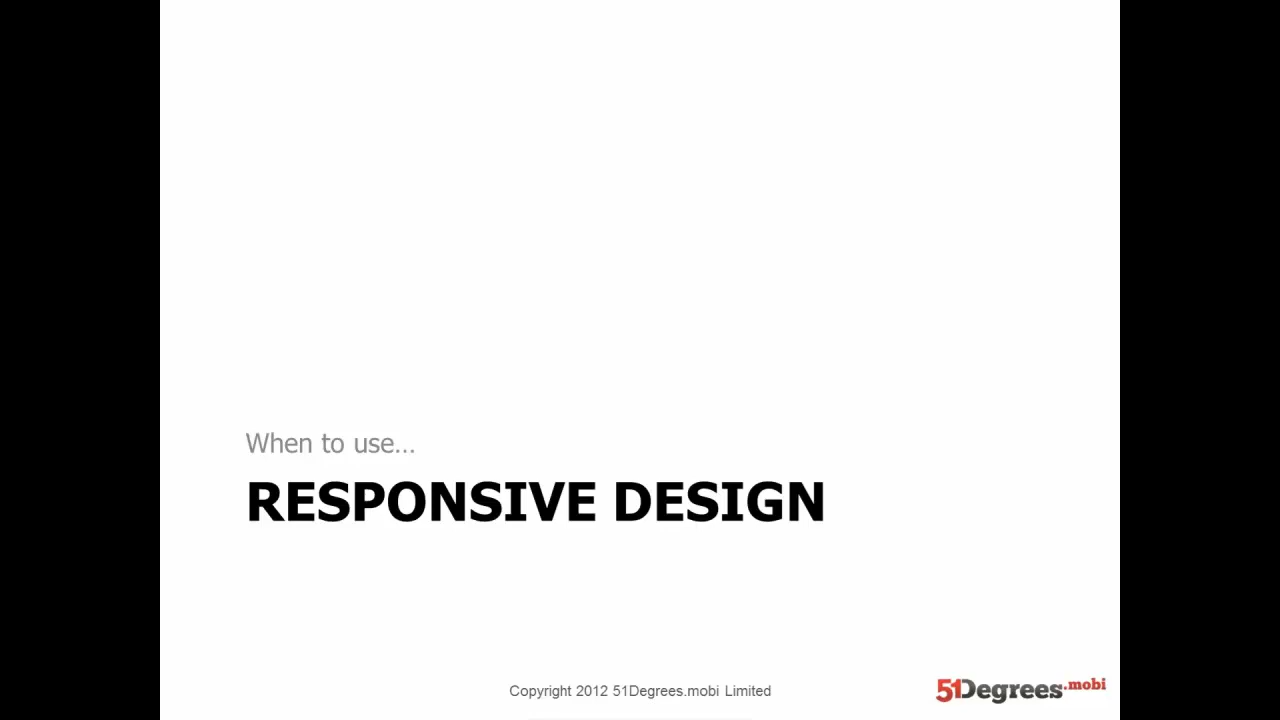 When to use...
RESPONSIVE DESIGN
Copyright 2012 51Degrees.mobi Limited
51Degrees.mobi